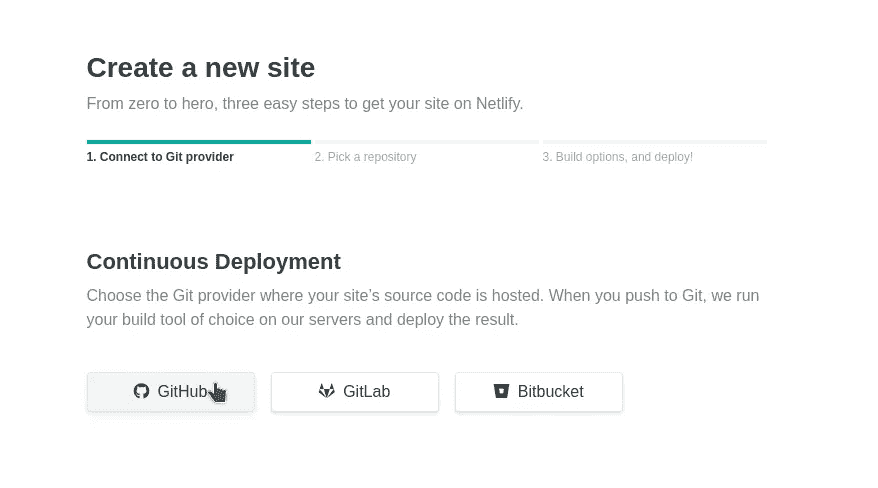 Create a new site
From zero to hero, three easy steps to get your site on Netlify.
1. Connect to Git provider
2. Pick a repository
3. Build options, and deploy!
Continuous Deployment
Choose the Git provider where your site’s source code is hosted. When you push to Git, we run
your build tool of choice on our servers and deploy the result.
GitHub
GitLab
Bitbucket